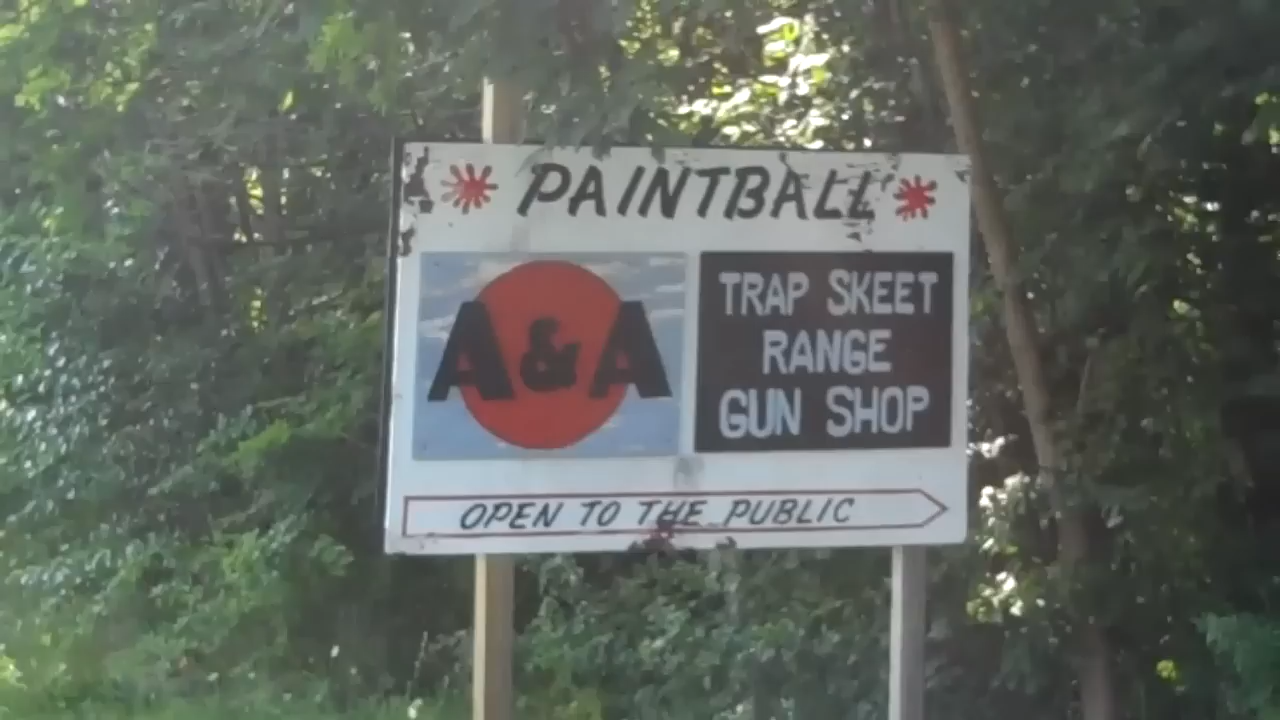 PAINTBALL
A&A
TRAP SKEET
RANGE
GUN SHOP
OPEN TO THE PUBLIC